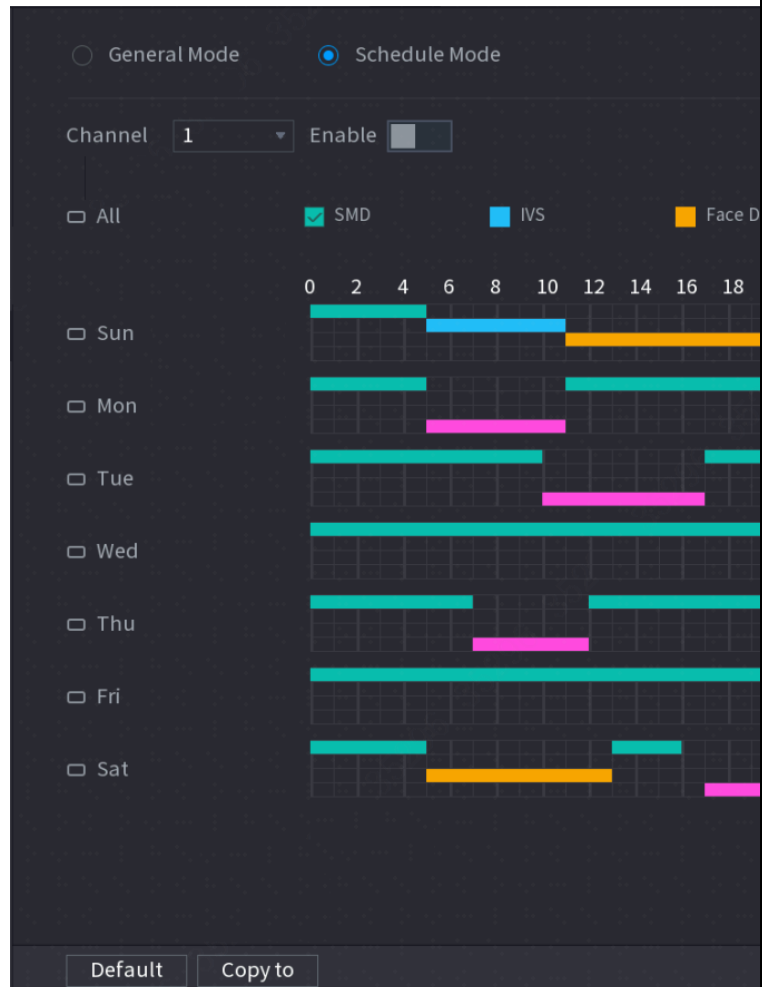 General Mode Schedule Mode
Channel 1 Enable
All SMD IVS Face D
0 2 4 6 8 10 12 14 16 18
Sun
Mon
Tue
Wed
Thu
Fri
Sat
Default Copy to